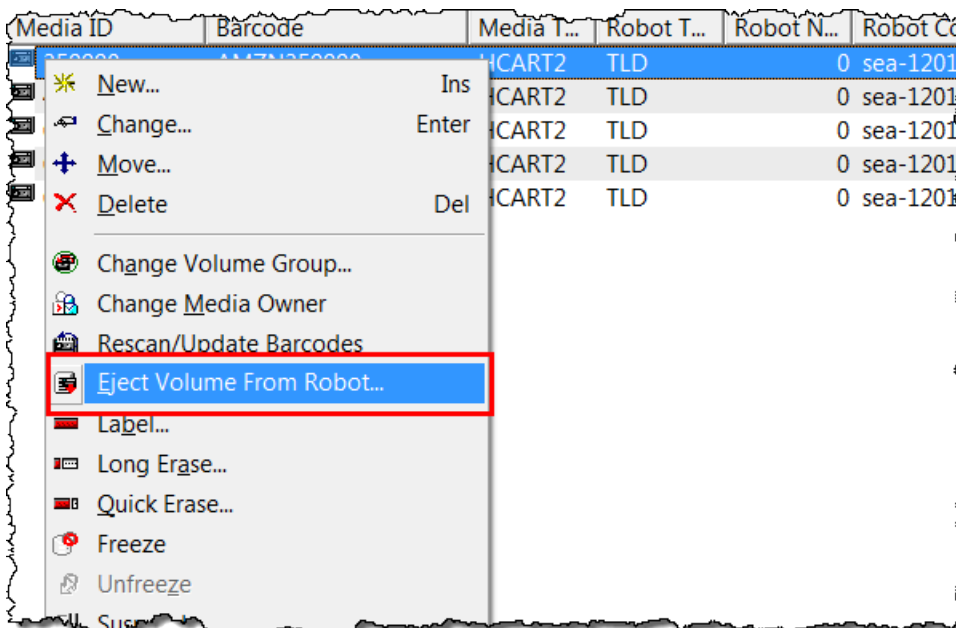 Media ID Barcode Media T... Robot T... Robot N... Robot
HCART2 TLD 0 sea-1201
New... Ins HCART2 TLD 0 sea-1201
Change... Enter HCART2 TLD 0 sea-1201
Move... HCART2 TLD 0 sea-1201
Delete Del HCART2 TLD 0 sea-1201
Change Volume Group...
Change Media Owner
Rescan/Update Barcodes
Eject Volume From Robot...
Label...
Long Erase...
Quick Erase...
Freeze
Unfreeze